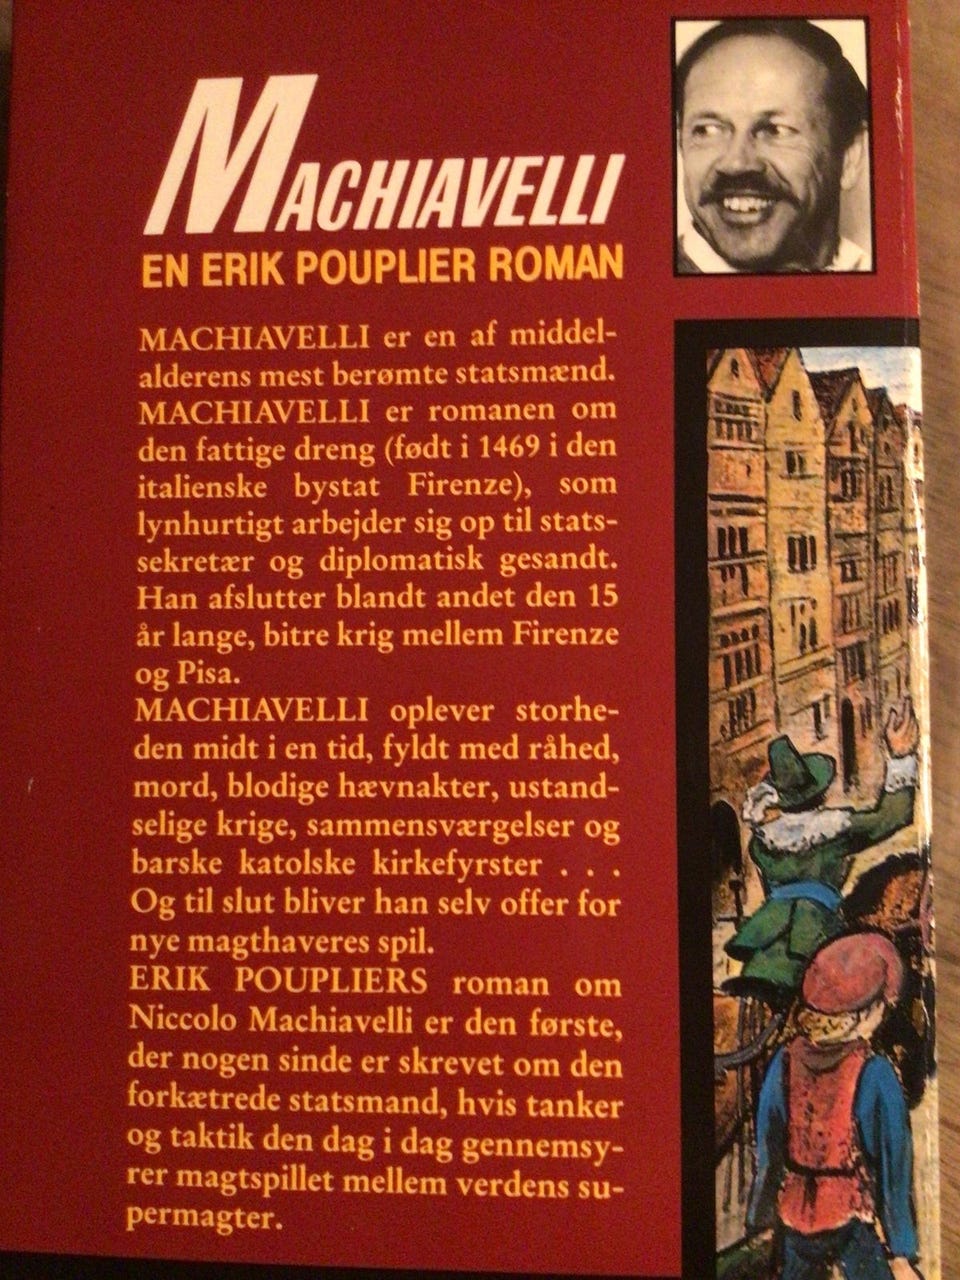 MACHIAVELLI
EN ERIK POUPLIER ROMAN
MACHIAVELLI er en af middel-
alderens mest berømte statsmænd.
MACHIAVELLI er romanen om
den fattige dreng (født i 1469 i den
italienske bystat Firenze), som
lynhurtigt arbejder sig op til stats-
sekretær og diplomatisk gesandt.
Han afslutter blandt andet den 15
år lange, bitre krig mellem Firenze
og Pisa.
MACHIAVELLI oplever storhe-
den midt i en tid, fyldt med råhed,
mord, blodige hævnakter, ustand-
selige krige, sammensværgelser og
barske katolske kirkefyrster . . .
Og til slut bliver han selv offer for
nye magthaveres spil.
ERIK POUPLIERS roman om
Niccolo Machiavelli er den første,
der nogen sinde er skrevet om den
forkætrede statsmand, hvis tanker
og taktik den dag i dag gennemsy-
rer magtspillet mellem verdens su-
permagter.